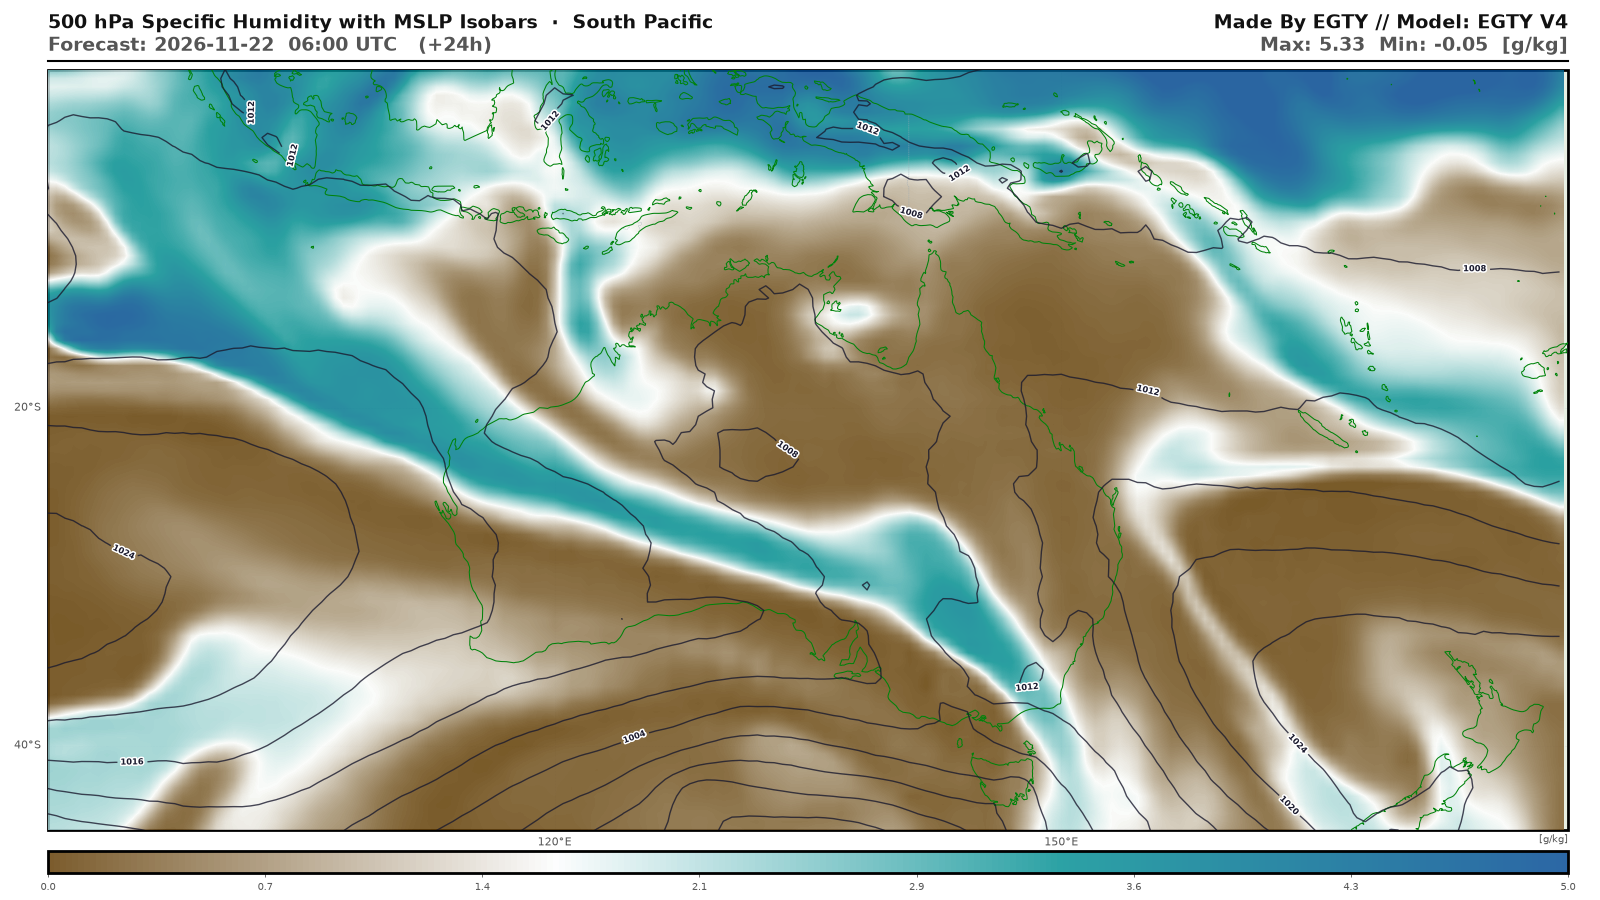 500 hPa Specific Humidity with MSLP Isobars · South Pacific
Made By EGTY // Model: EGTY V4
Forecast: 2026-11-22 06:00 UTC (+24h)
Max: 5.33 Min: -0.05 [g/kg]
1012
1012
1012
1012
1012
1008
1008
20°S
1012
1008
1024
1012
40°S
1016
1004
1024
1020
120°E
150°E
[g/kg]
0.0
0.7
1.4
2.1
2.9
3.6
4.3
5.0